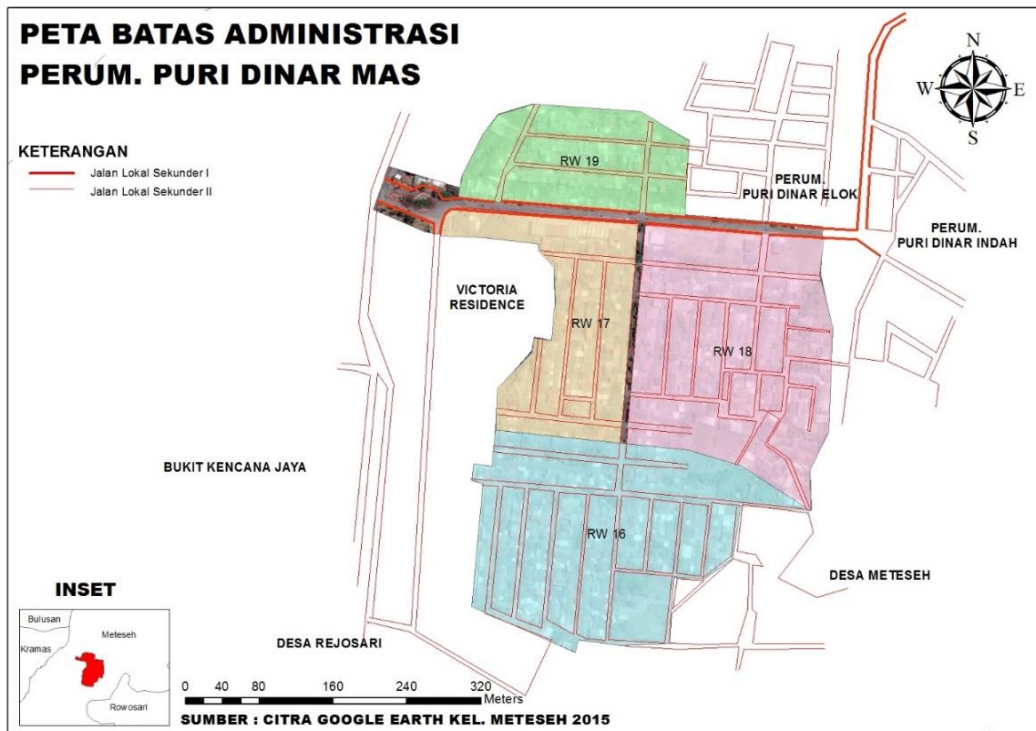 PETA BATAS ADMINISTRASI
PERUM. PURI DINAR MAS
KETERANGAN
Jalan Lokal Sekunder I
Jalan Lokal Sekunder II
N
W E
S
RW 19
PERUM.
PURI DINAR ELOK
PERUM.
PURI DINAR INDAH
VICTORIA
RESIDENCE
RW 17
RW 18
BUKIT KENCANA JAYA
RW 16
DESA METESEH
DESA REJOSARI
INSET
Bulusan
Meteseh
Kramas
Rowosari
0 40 80 160 240 320
Meters
SUMBER : CITRA GOOGLE EARTH KEL. METESEH 2015